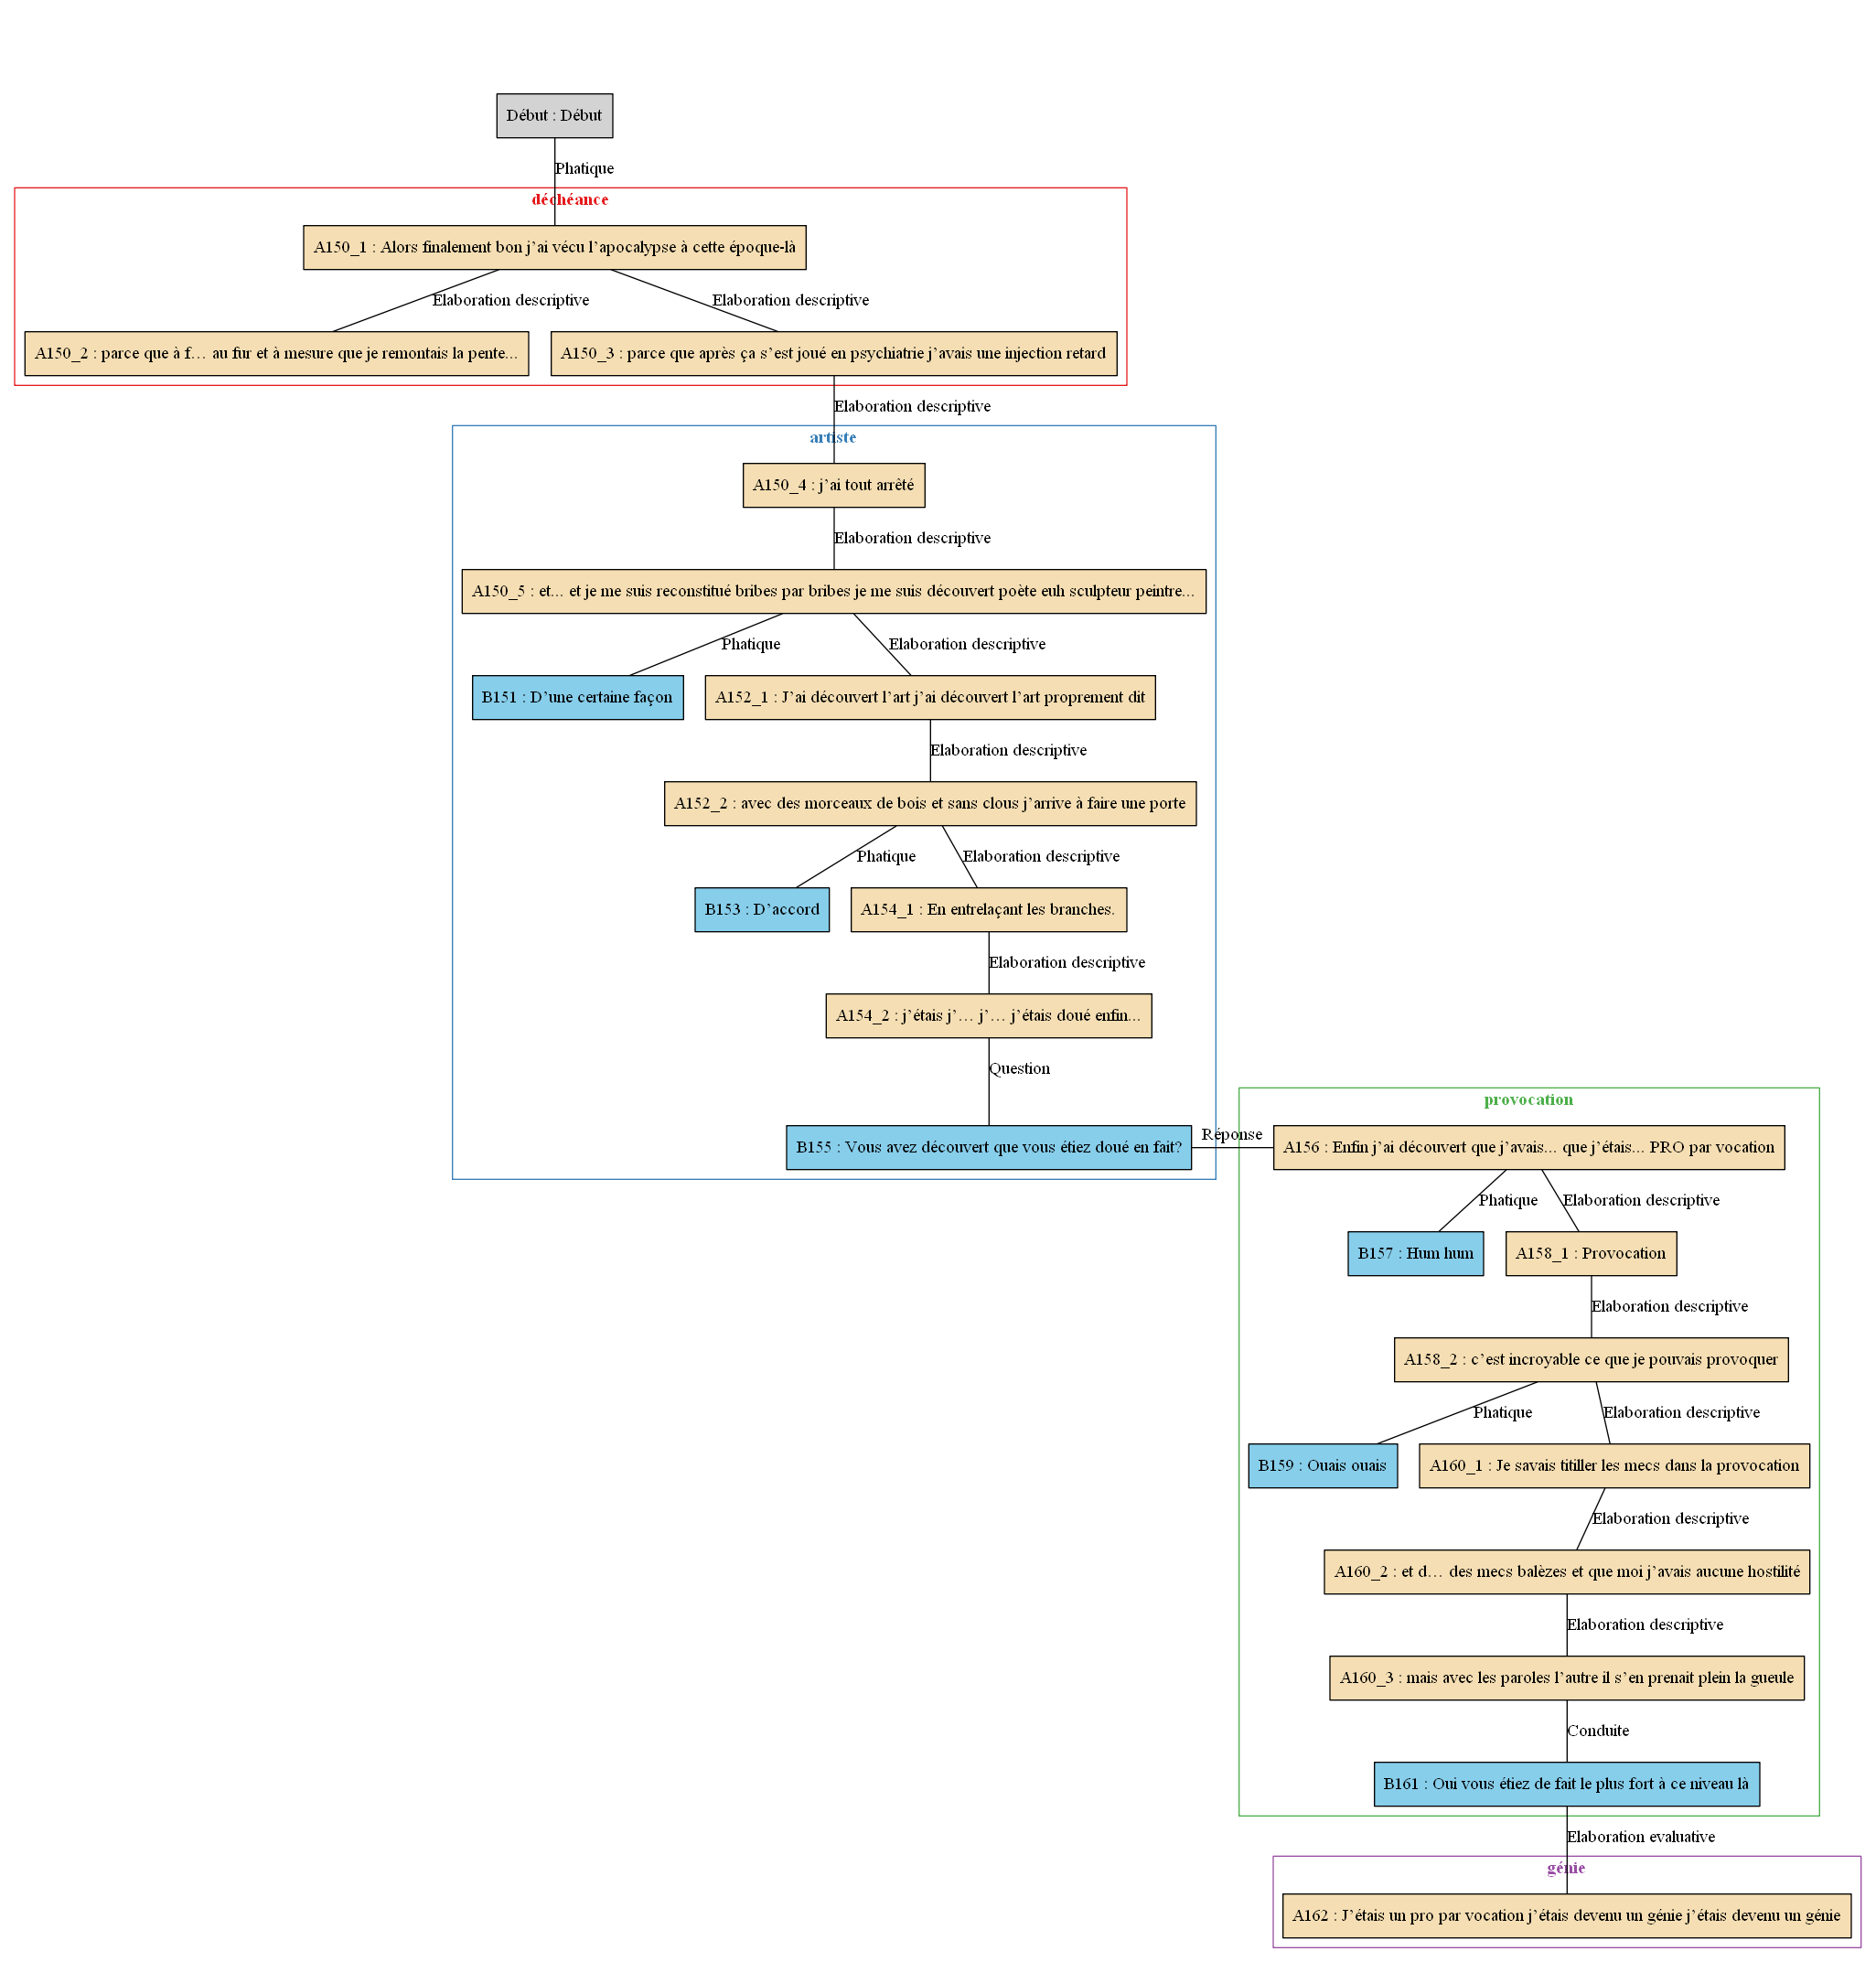 Début : Début
Phatique
déchéance
A150_1 : Alors finalement bon j’ai vécu l’apocalypse à cette époque-là
Elaboration descriptive
Elaboration descriptive
A150_2 : parce que à f… au fur et à mesure que je remontais la pente...
A150_3 : parce que après ça s’est joué en psychiatrie j’avais une injection retard
Elaboration descriptive
artiste
A150_4 : j’ai tout arrêté
Elaboration descriptive
A150_5 : et... et je me suis reconstitué bribes par bribes je me suis découvert poète euh sculpteur peintre...
Phatique
Elaboration descriptive
B151 : D’une certaine façon
A152_1 : J’ai découvert l’art j’ai découvert l’art proprement dit
Elaboration descriptive
A152_2 : avec des morceaux de bois et sans clous j’arrive à faire une porte
Phatique
Elaboration descriptive
B153 : D’accord
A154_1 : En entrelaçant les branches.
Elaboration descriptive
A154_2 : j’étais j’… j’… j’étais doué enfin...
Question
B155 : Vous avez découvert que vous étiez doué en fait?
Réponse
provocation
A156 : Enfin j’ai découvert que j’avais... que j’étais... PRO par vocation
Phatique
Elaboration descriptive
B157 : Hum hum
A158_1 : Provocation
Elaboration descriptive
A158_2 : c’est incroyable ce que je pouvais provoquer
Phatique
Elaboration descriptive
B159 : Ouais ouais
A160_1 : Je savais titiller les mecs dans la provocation
Elaboration descriptive
A160_2 : et d… des mecs balèzes et que moi j’avais aucune hostilité
Elaboration descriptive
A160_3 : mais avec les paroles l’autre il s’en prenait plein la gueule
Conduite
B161 : Oui vous étiez de fait le plus fort à ce niveau là
Elaboration evaluative
génie
A162 : J’étais un pro par vocation j’étais devenu un génie j’étais devenu un génie